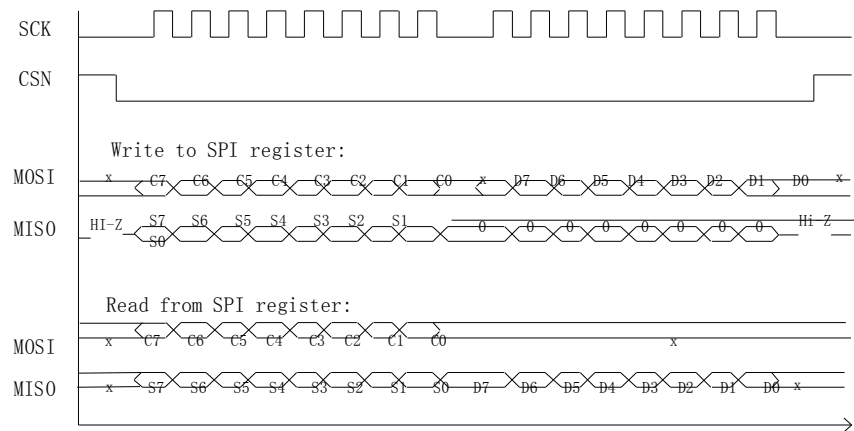 SCK
CSN
Write to SPI register:
MOSI x C7 C6 C5 C4 C3 C2 C1 C0 x D7 D6 D5 D4 D3 D2 D1 D0 x
MISO HI-Z S7 S6 S5 S4 S3 S2 S1 0 0 0 0 0 0 0 Hi-Z
S0
Read from SPI register:
MOSI x C7 C6 C5 C4 C3 C2 C1 C0 x
MISO x S7 S6 S5 S4 S3 S2 S1 S0 D7 D6 D5 D4 D3 D2 D1 D0 x